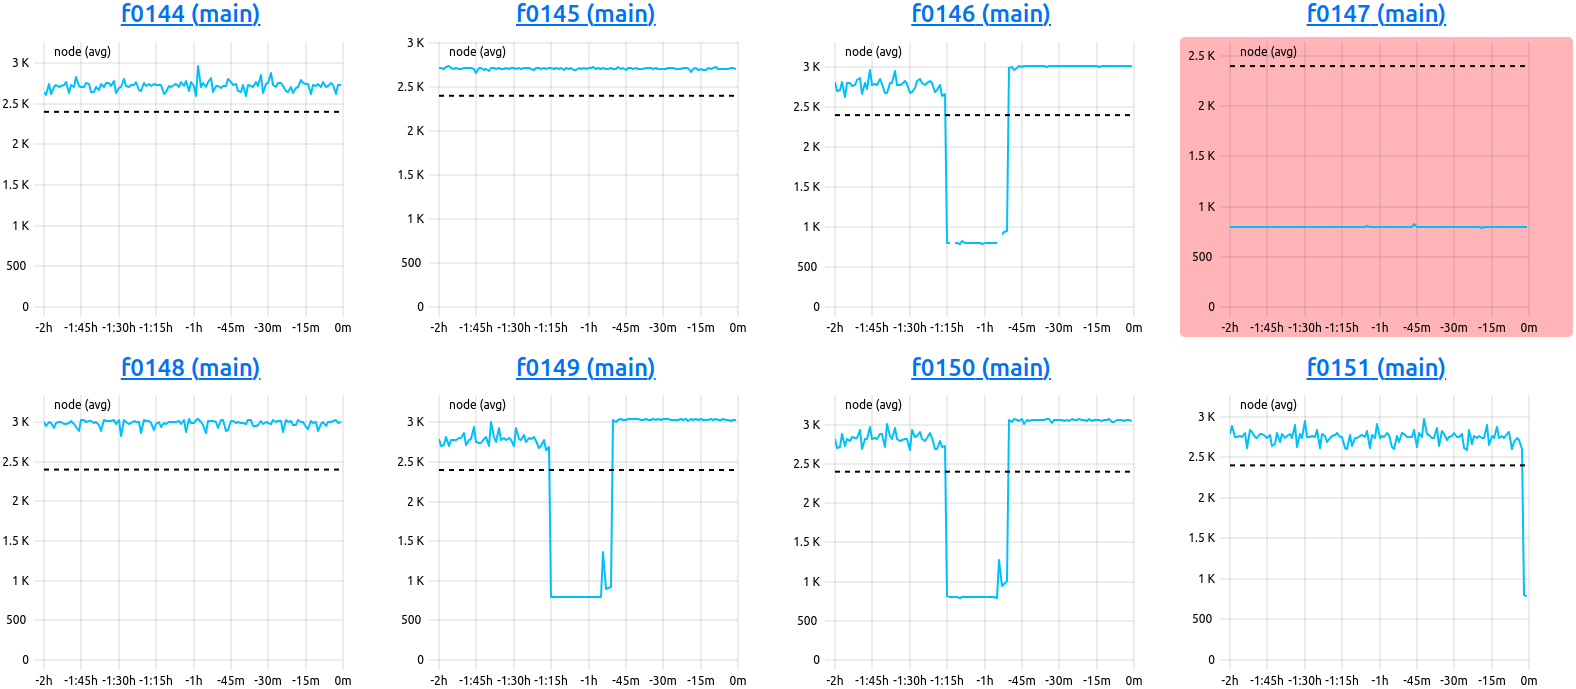 f0144 (main)
node (avg)
3 K
2.5 K
2 K
1.5 K
1 K
500
0
-2h -1:45h -1:30h -1:15h -1h -45m -30m -15m 0m
f0145 (main)
node (avg)
3 K
2.5 K
2 K
1.5 K
1 K
500
0
-2h -1:45h -1:30h -1:15h -1h -45m -30m -15m 0m
f0146 (main)
node (avg)
3 K
2.5 K
2 K
1.5 K
1 K
500
0
-2h -1:45h -1:30h -1:15h -1h -45m -30m -15m 0m
f0147 (main)
node (avg)
2.5 K
2 K
1.5 K
1 K
500
0
-2h -1:45h -1:30h -1:15h -1h -45m -30m -15m 0m
f0148 (main)
node (avg)
3 K
2.5 K
2 K
1.5 K
1 K
500
0
-2h -1:45h -1:30h -1:15h -1h -45m -30m -15m 0m
f0149 (main)
node (avg)
3 K
2.5 K
2 K
1.5 K
1 K
500
0
-2h -1:45h -1:30h -1:15h -1h -45m -30m -15m 0m
f0150 (main)
node (avg)
3 K
2.5 K
2 K
1.5 K
1 K
500
0
-2h -1:45h -1:30h -1:15h -1h -45m -30m -15m 0m
f0151 (main)
node (avg)
3 K
2.5 K
2 K
1.5 K
1 K
500
0
-2h -1:45h -1:30h -1:15h -1h -45m -30m -15m 0m